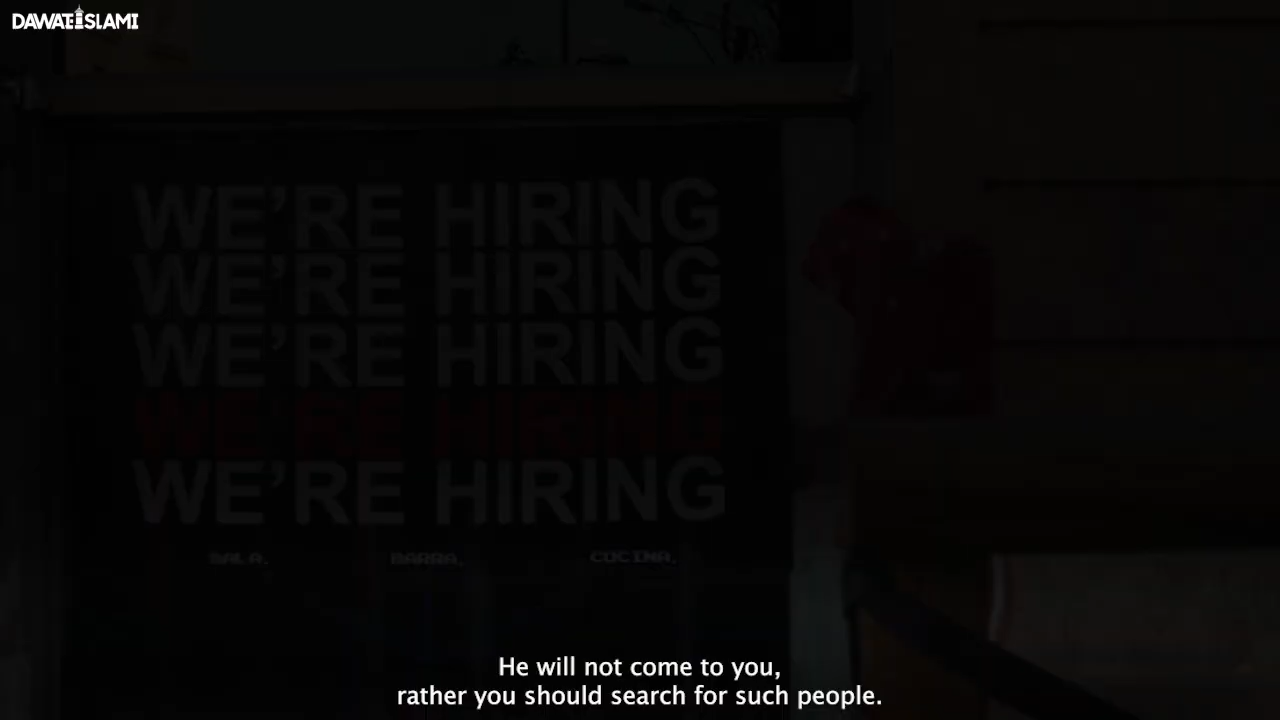 DAWATEISLAMI
WE'RE HIRING
WE'RE HIRING
WE'RE HIRING
WE'RE HIRING
WE'RE HIRING
SALA. BARRA. COCINA.
He will not come to you,
rather you should search for such people.